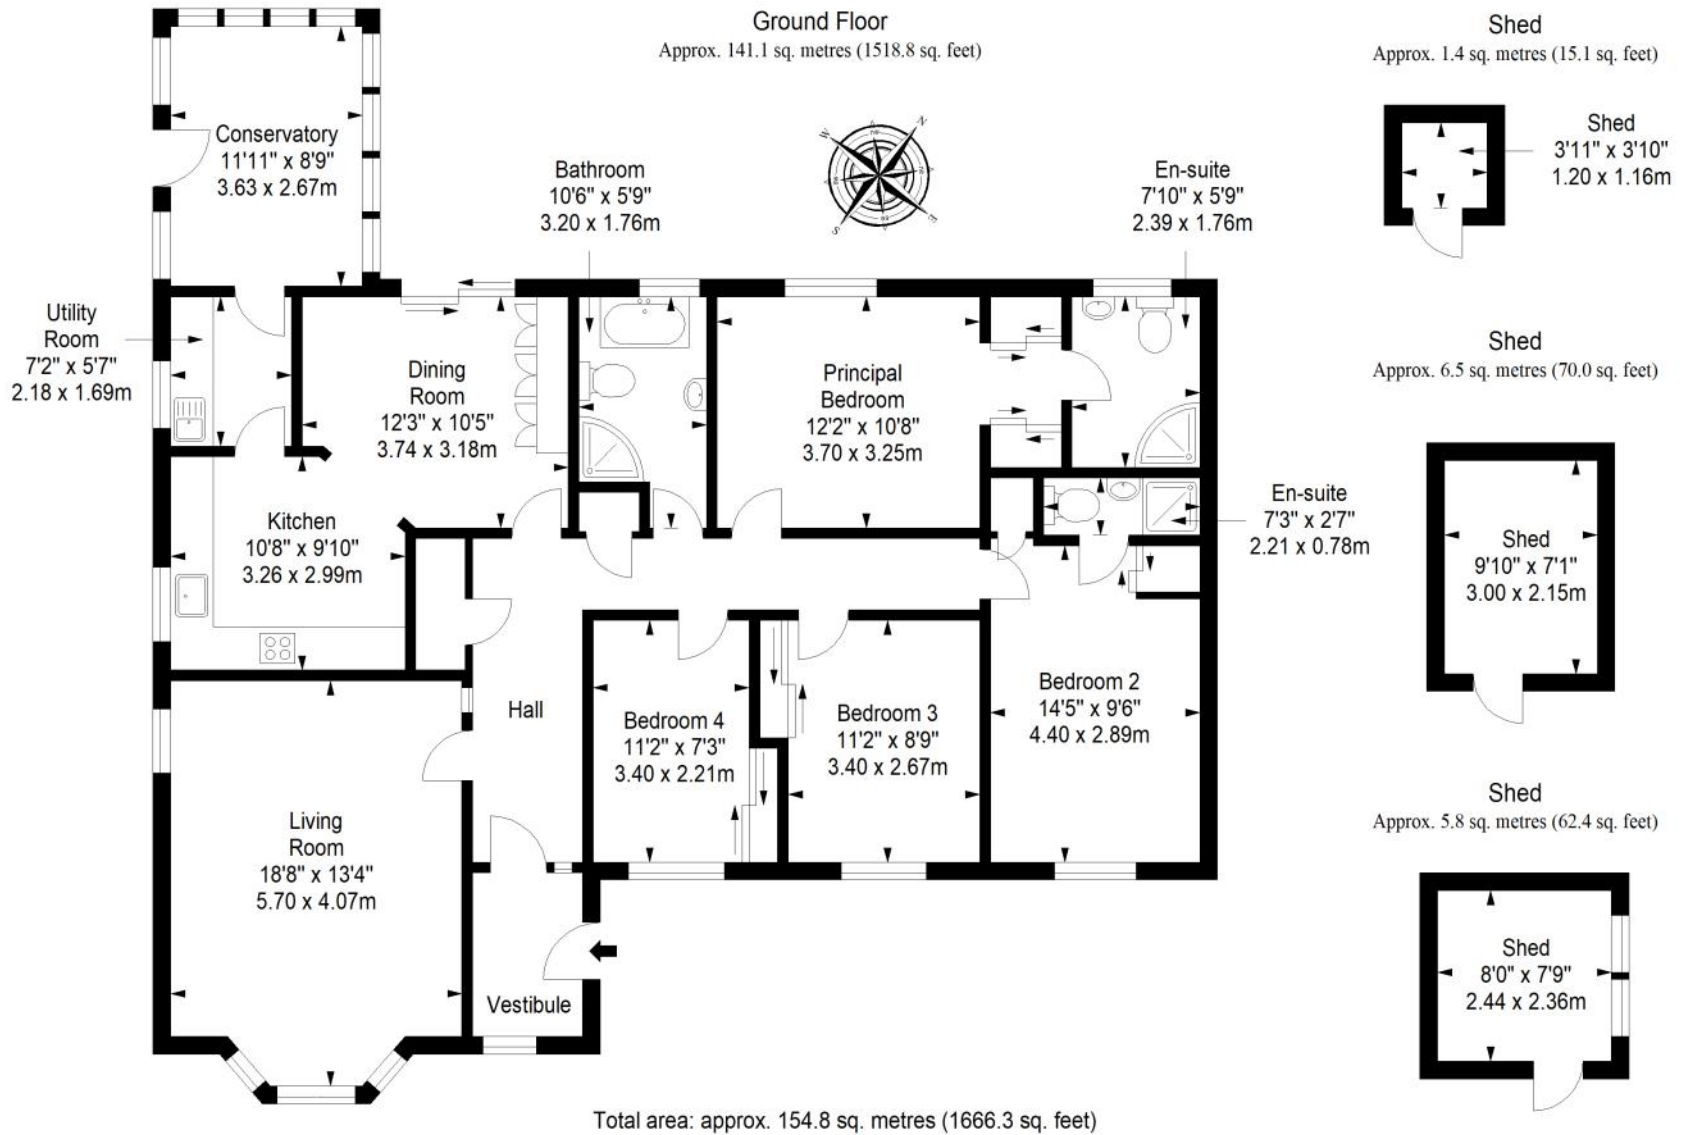 Ground Floor
Approx. 141.1 sq. metres (1518.8 sq. feet)
Shed
Approx. 1.4 sq. metres (15.1 sq. feet)
Shed
3'11" x 3'10"
1.20 x 1.16m
Conservatory
11'11" x 8'9"
3.63 x 2.67m
Bathroom
10'6" x 5'9"
3.20 x 1.76m
N
W
E
S
En-suite
7'10" x 5'9"
2.39 x 1.76m
Utility
Room
7'2" x 5'7"
2.18 x 1.69m
Dining
Room
12'3" x 10'5"
3.74 x 3.18m
Principal
Bedroom
12'2" x 10'8"
3.70 x 3.25m
Shed
Approx. 6.5 sq. metres (70.0 sq. feet)
Kitchen
10'8" x 9'10"
3.26 x 2.99m
En-suite
7'3" x 2'7"
2.21 x 0.78m
Shed
9'10" x 7'1"
3.00 x 2.15m
Hall
Bedroom 4
11'2" x 7'3"
3.40 x 2.21m
Bedroom 3
11'2" x 8'9"
3.40 x 2.67m
Bedroom 2
14'5" x 9'6"
4.40 x 2.89m
Living
Room
18'8" x 13'4"
5.70 x 4.07m
Shed
Approx. 5.8 sq. metres (62.4 sq. feet)
Shed
8'0" x 7'9"
2.44 x 2.36m
Vestibule
Total area: approx. 154.8 sq. metres (1666.3 sq. feet)